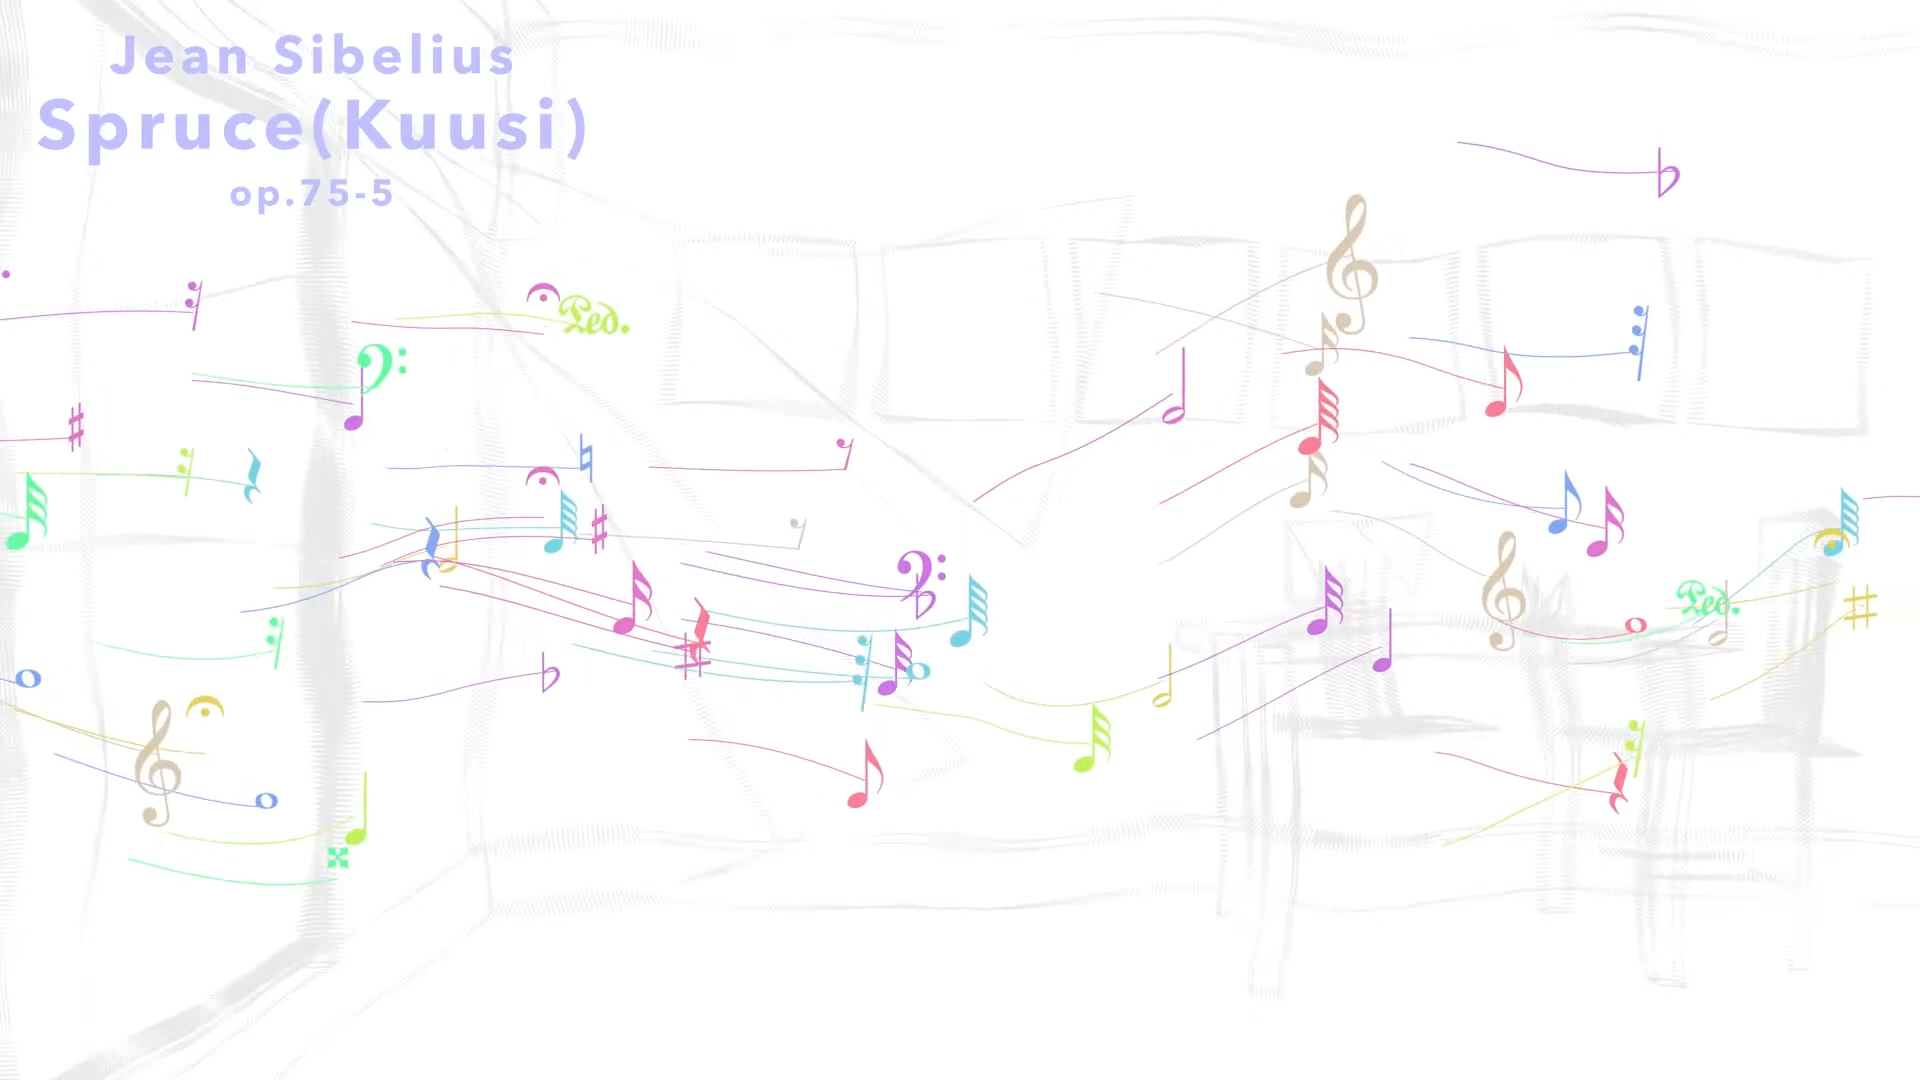 Jean Sibelius
Spruce(Kuusi)
op.75-5
Ped.
Ped.